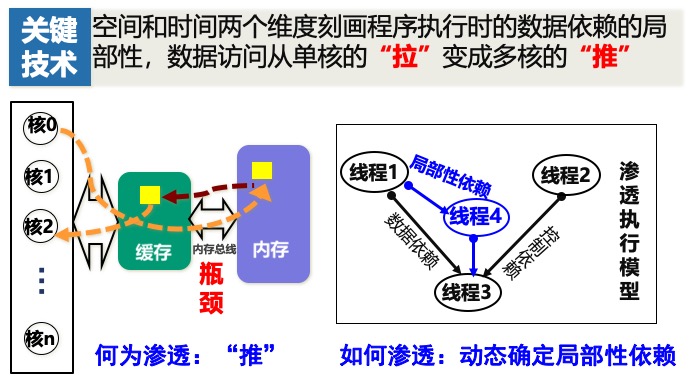 关键
技术
空间和时间两个维度刻画程序执行时的数据依赖的局
部性，数据访问从单核的“拉”变成多核的“推”
核0
核1
核2
⋮
核n
缓存
内存总线
内存
瓶
颈
线程1
局部性依赖
线程2
线程4
数据依赖
控制依赖
线程3
渗透执行模型
何为渗透：“推”
如何渗透：动态确定局部性依赖